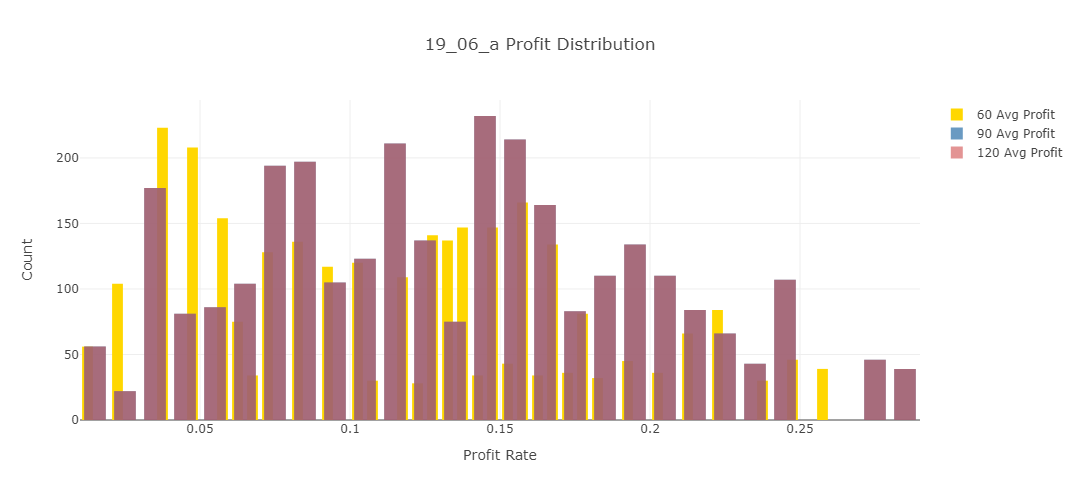 19_06_a Profit Distribution
60 Avg Profit
90 Avg Profit
120 Avg Profit
Count
200
150
100
50
0
0.05
0.1
0.15
0.2
0.25
Profit Rate